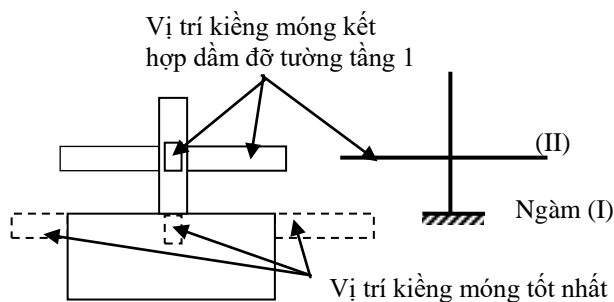 Vị trí kiềng móng kết
hợp dầm đỡ tường tầng 1
(II)
Ngàm (I)
Vị trí kiềng móng tốt nhất